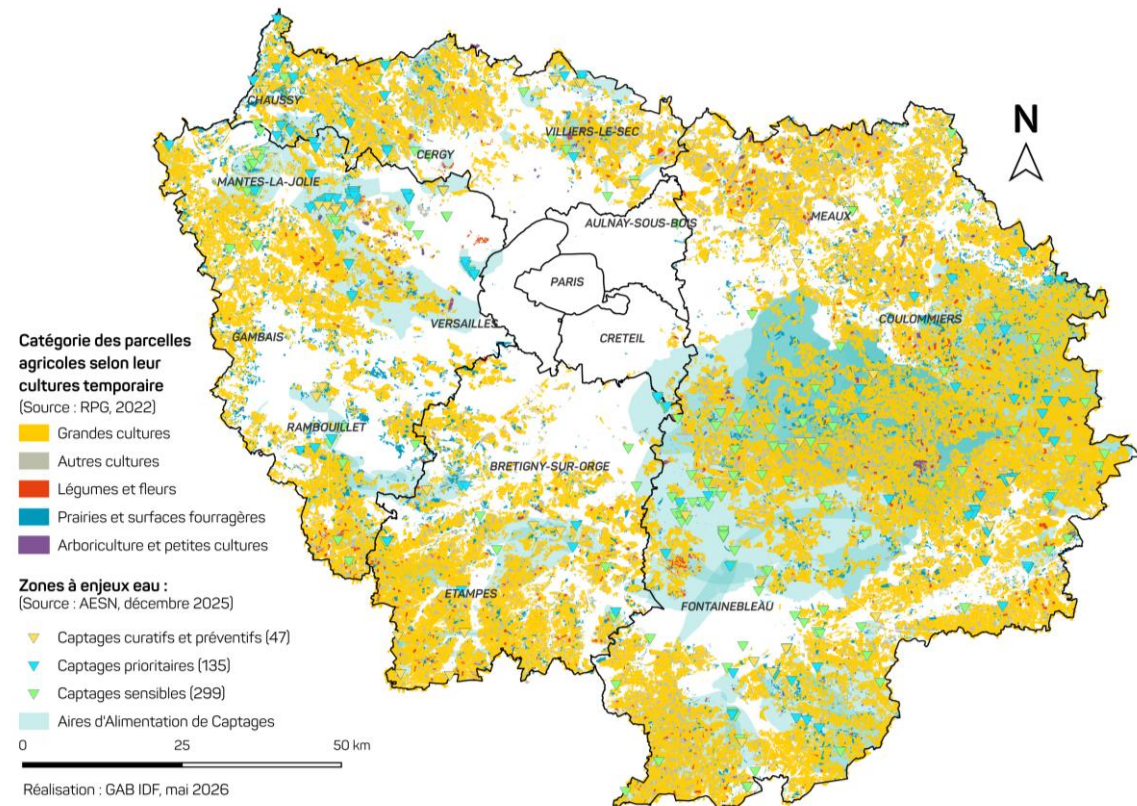 N
CHAUSSY
VILLIERS-LE-SEC
CERGY
MANTES-LA-JOLIE
AULNAY-SOUS-BOIS
MEAUX
PARIS
VERSAILLES
CRETEIL
COULOMMIERS
GAMBAIS
RAMBOUILLET
BRETIGNY-SUR-ORGE
ETAMPES
FONTAINEBLEAU
Catégorie des parcelles
agricoles selon leur
cultures temporaire
(Source : RPG, 2022)
Grandes cultures
Autres cultures
Légumes et fleurs
Prairies et surfaces fourragères
Arboriculture et petites cultures
Zones à enjeux eau :
(Source : AESN, décembre 2025)
Captages curatifs et préventifs (47)
Captages prioritaires (135)
Captages sensibles (299)
Aires d'Alimentation de Captages
0 25 50 km
Réalisation : GAB IDF, mai 2026